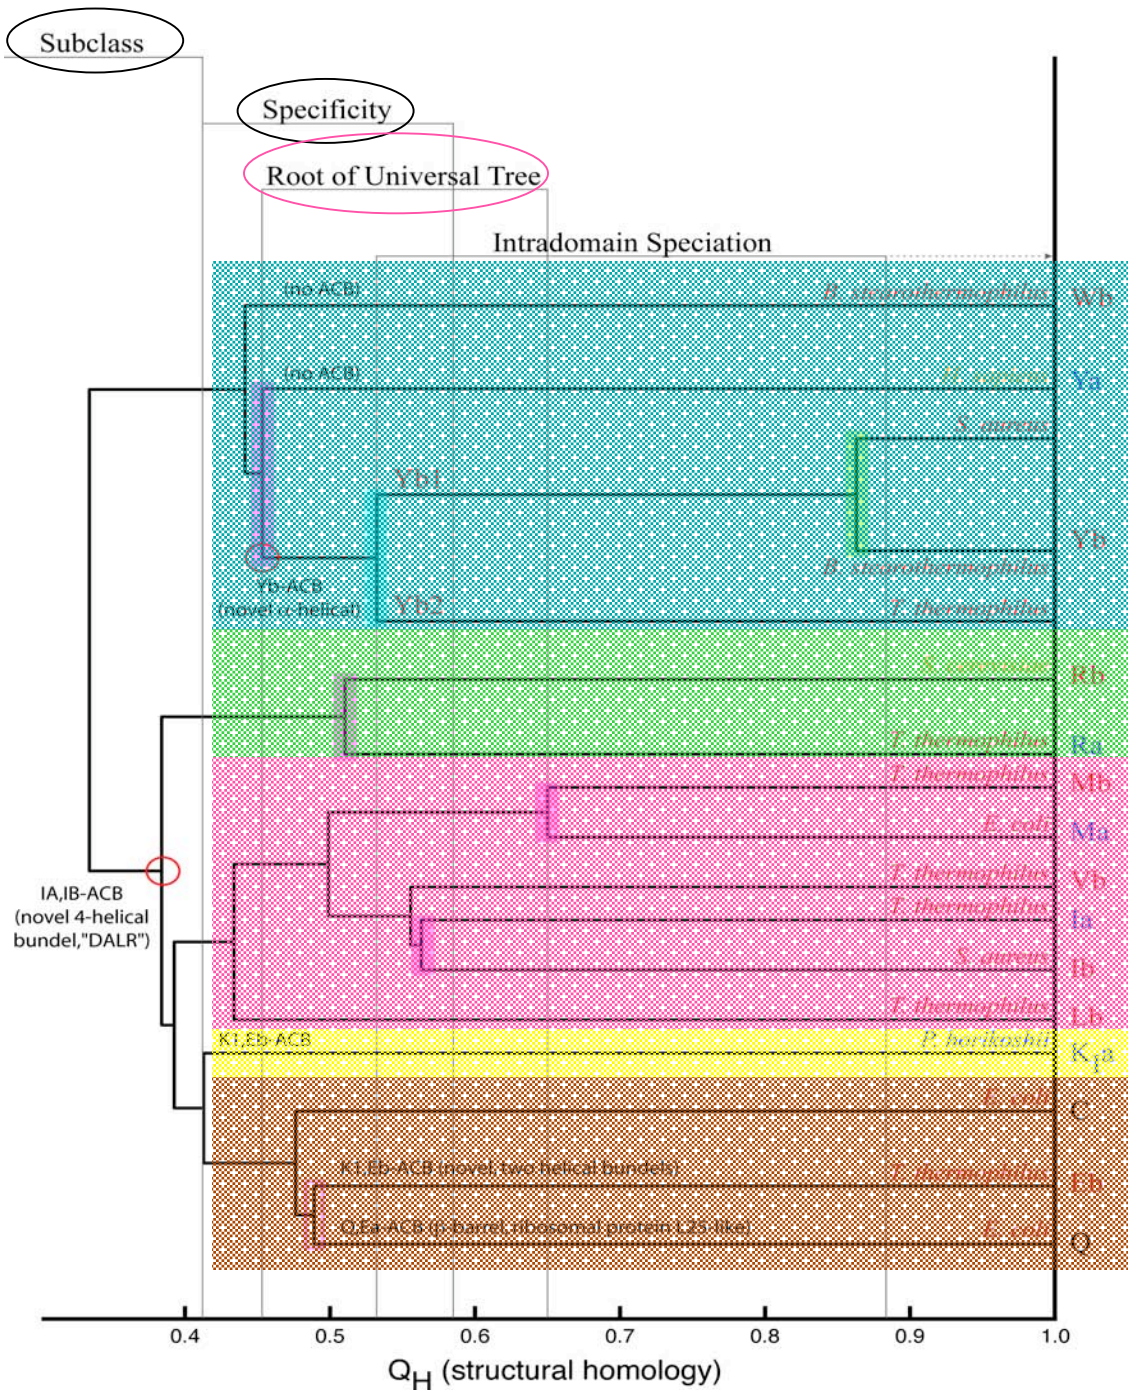 Subclass
Specificity
Root of Universal Tree
Intradomain Speciation
(no ACB)
B. stearothermophilus
Wb
(no ACB)
H. sapiens
Ya
S. aureus
Yb1
Yb
B. stearothermophilus
Yb-ACB
(novel α-helical)
Yb2
T. thermophilus
S. cerevisiae
Rb
T. thermophilus
Ra
T. thermophilus
Mb
E. coli
Ma
T. thermophilus
Vb
IA,IB-ACB
(novel 4-helical
bundel,"DALR")
T. thermophilus
Ia
S. aureus
Ib
T. thermophilus
Lb
K1,Eb-ACB
P. horikoshii
K1a
E. coli
C
K1,Eb-ACB (novel, two helical bundels)
T. thermophilus
Eb
Q,Ea-ACB (β-barrel, ribosomal protein L25-like)
E. coli
Q
0.4 0.5 0.6 0.7 0.8 0.9 1.0
QH (structural homology)